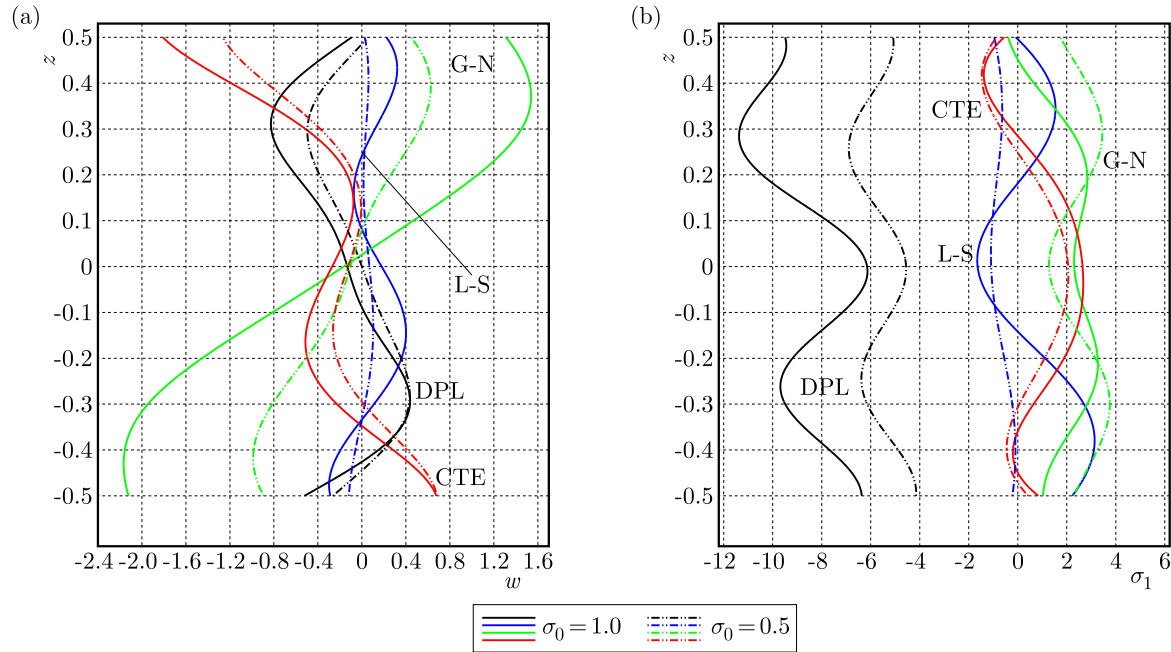 (a)
(b)
z
0.5
0.4
0.3
0.2
0.1
0
-0.1
-0.2
0.3
-0.4
-0.5
G-N
L-S
DPL
CTE
-2.4 -2.0 -1.6 -1.2 -0.8 -0.4 0 0.4 0.8 1.2 1.6
w
z
0.5
0.4
0.3
0.2
0.1
0
-0.1
-0.2
0.3
-0.4
-0.5
CTE
G-N
L-S
DPL
-12 -10 -8 -6 -4 -2 0 2 4 6
σ₁
σ₀ = 1.0 σ₀ = 0.5